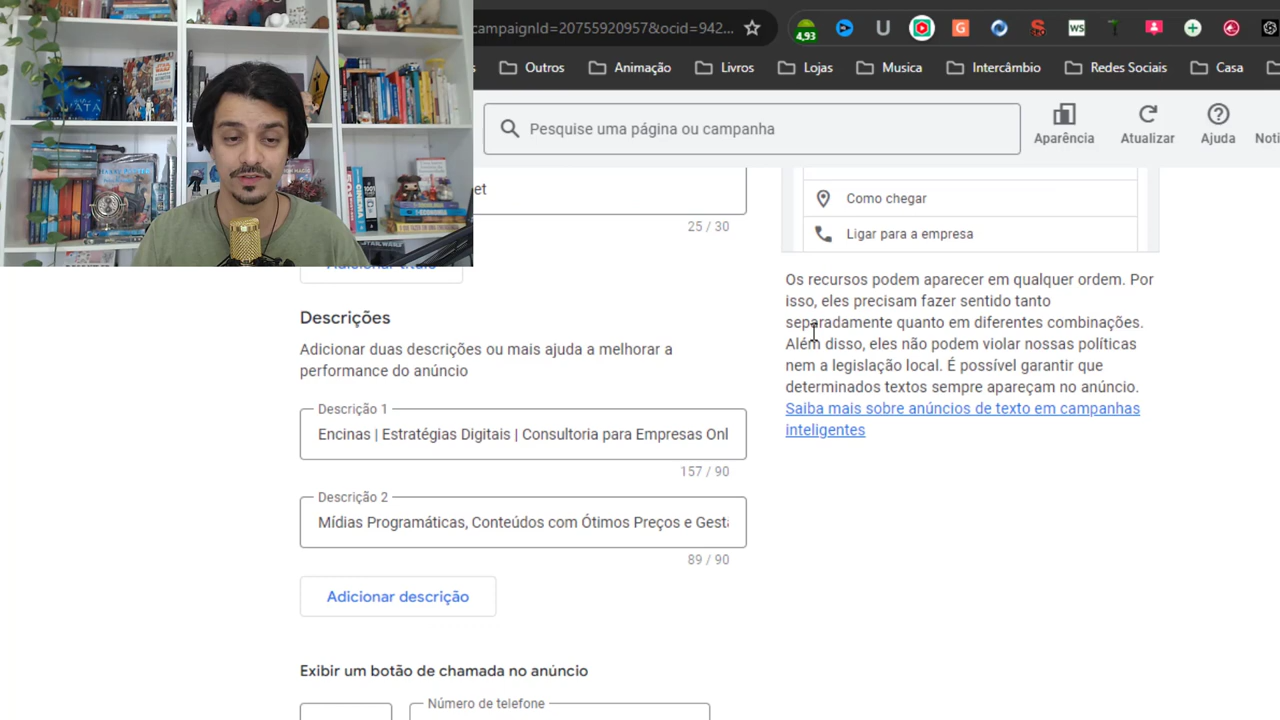 campaignId=20755920957&ocid=942...
4,93
U
G
WS
Outros
Animação
Livros
Lojas
Musica
Intercâmbio
Redes Sociais
Casa
Pesquise uma página ou campanha
Aparência
Atualizar
Ajuda
Noti
et
25 / 30
Adicionar título
Como chegar
Ligar para a empresa
Os recursos podem aparecer em qualquer ordem. Por
isso, eles precisam fazer sentido tanto
separadamente quanto em diferentes combinações.
Além disso, eles não podem violar nossas políticas
nem a legislação local. É possível garantir que
determinados textos sempre apareçam no anúncio.
Saiba mais sobre anúncios de texto em campanhas
inteligentes
Descrições
Adicionar duas descrições ou mais ajuda a melhorar a
performance do anúncio
Descrição 1
Encinas | Estratégias Digitais | Consultoria para Empresas Onl
157 / 90
Descrição 2
Mídias Programáticas, Conteúdos com Ótimos Preços e Gest
89 / 90
Adicionar descrição
Exibir um botão de chamada no anúncio
Número de telefone